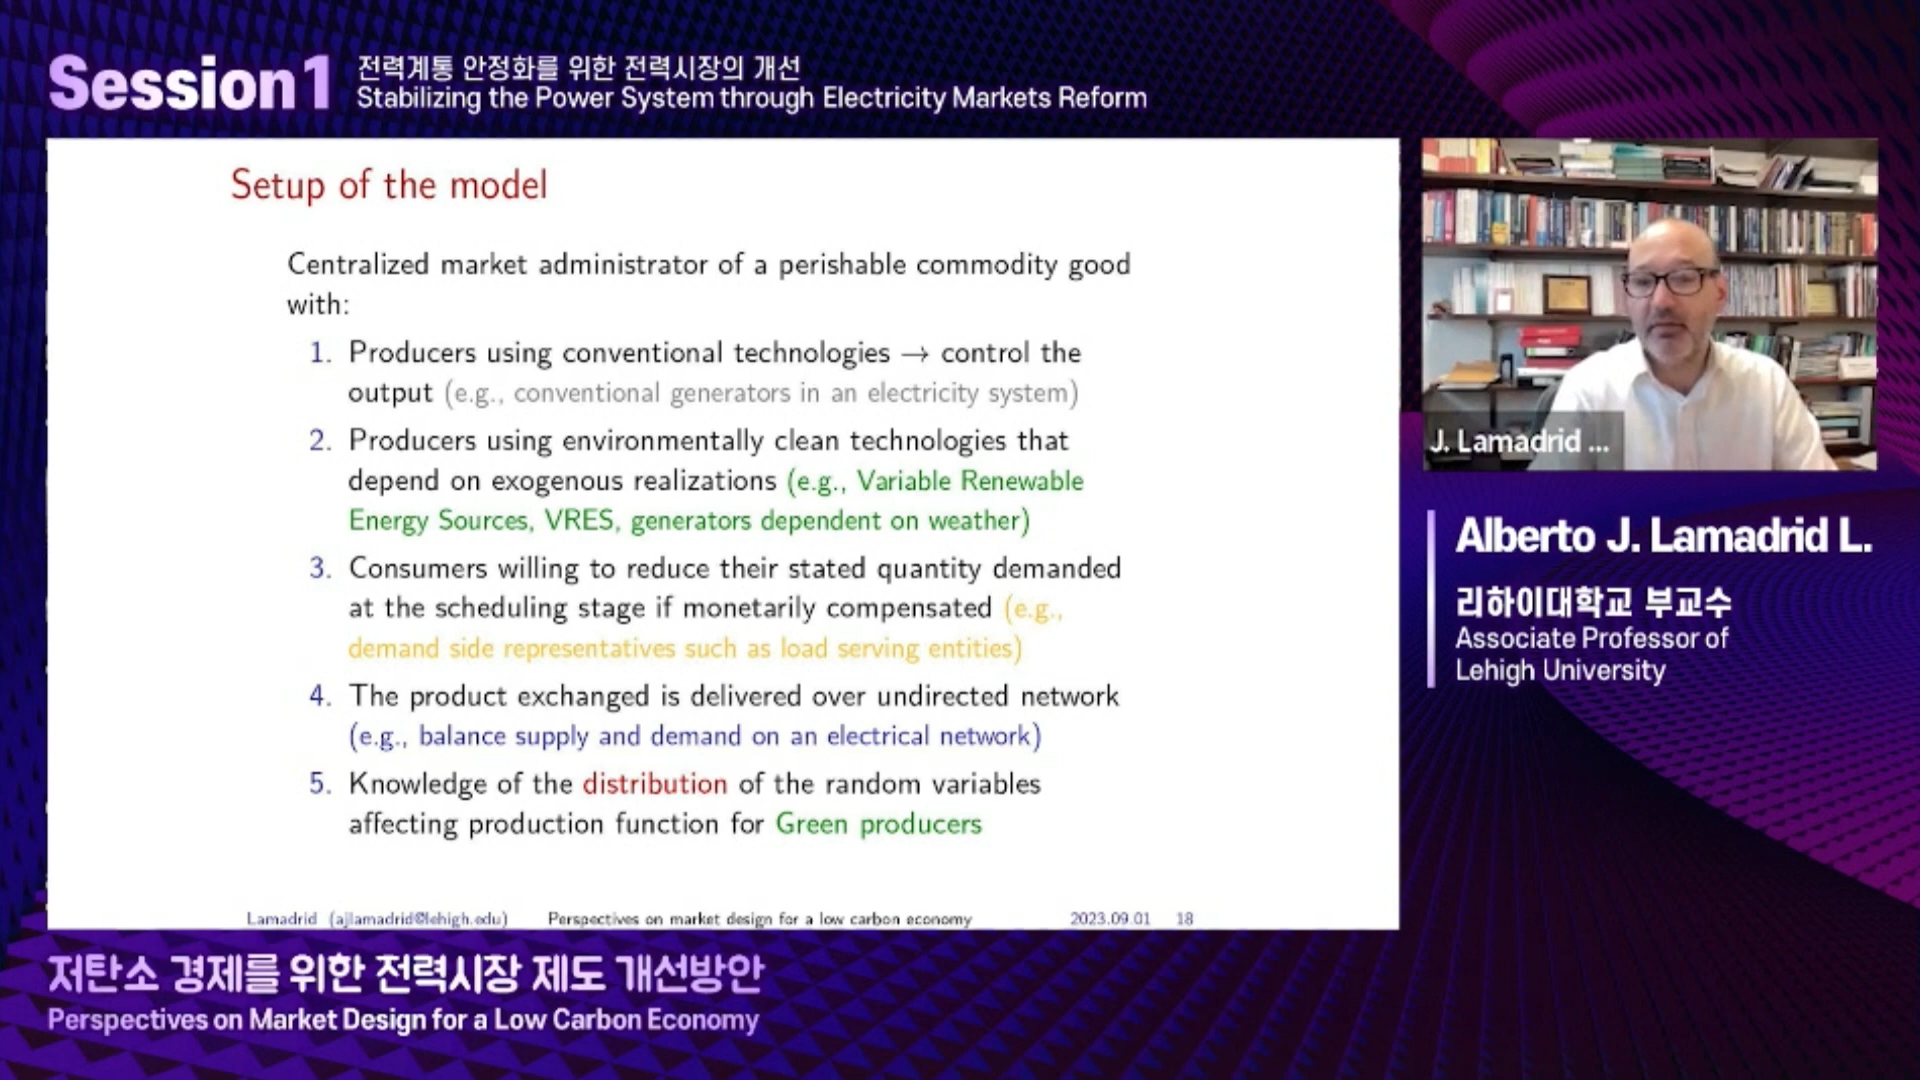 Session1
전력계통 안정화를 위한 전력시장의 개선
Stabilizing the Power System through Electricity Markets Reform
Setup of the model
Centralized market administrator of a perishable commodity good
with:
1. Producers using conventional technologies → control the
output (e.g., conventional generators in an electricity system)
2. Producers using environmentally clean technologies that
depend on exogenous realizations (e.g., Variable Renewable
Energy Sources, VRES, generators dependent on weather)
3. Consumers willing to reduce their stated quantity demanded
at the scheduling stage if monetarily compensated (e.g.,
demand side representatives such as load serving entities)
4. The product exchanged is delivered over undirected network
(e.g., balance supply and demand on an electrical network)
5. Knowledge of the distribution of the random variables
affecting production function for Green producers
Lamadrid (ajlamadrid@lehigh.edu) Perspectives on market design for a low carbon economy 2023.09.01 18
J. Lamadrid ...
Alberto J. Lamadrid L.
리하이대학교 부교수
Associate Professor of
Lehigh University
저탄소 경제를 위한 전력시장 제도 개선방안
Perspectives on Market Design for a Low Carbon Economy